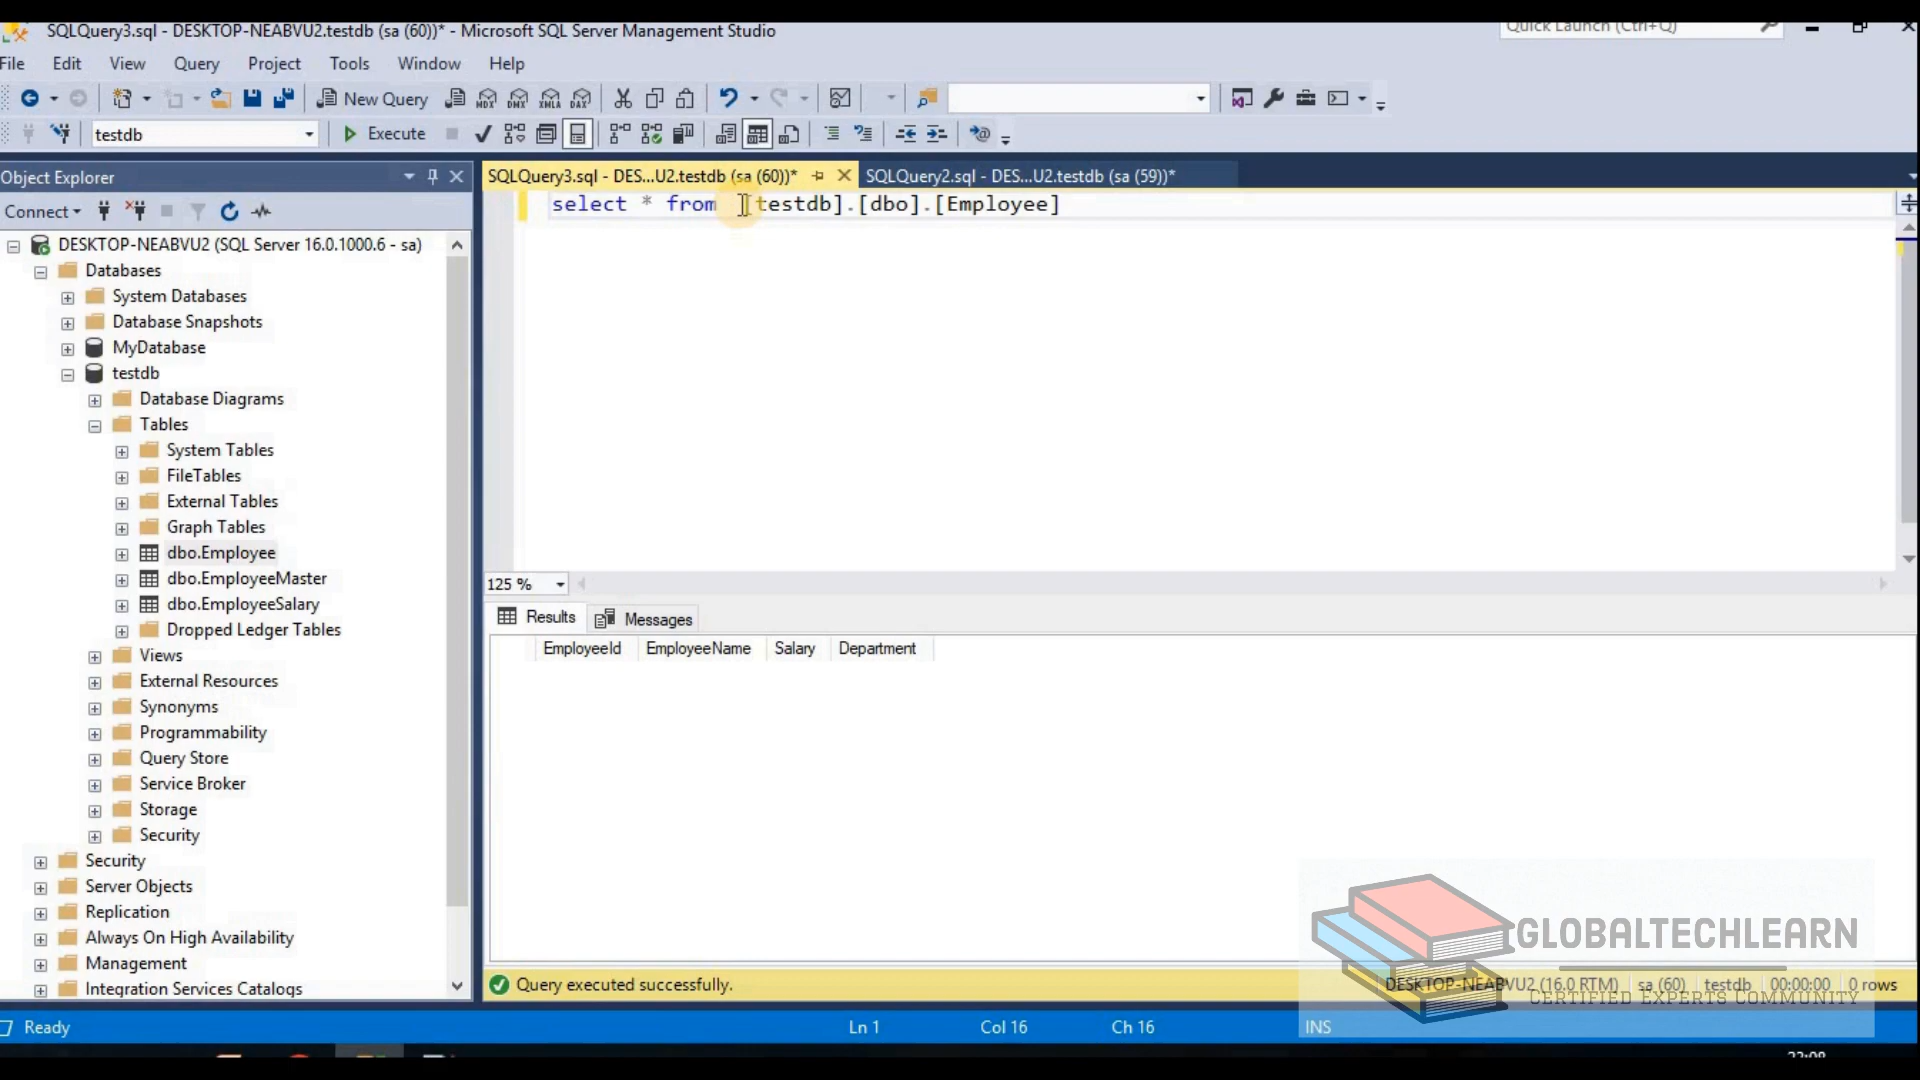 SQLQuery3.sql - DESKTOP-NEABVU2.testdb (sa (60))* - Microsoft SQL Server Management Studio
Quick Launch (Ctrl+Q)
File Edit View Query Project Tools Window Help
New Query
MDX DMX XMLA DAX
testdb
Execute
Object Explorer
SQLQuery3.sql - DES...U2.testdb (sa (60))*
SQLQuery2.sql - DES...U2.testdb (sa (59))*
Connect
select * from [testdb].[dbo].[Employee]
DESKTOP-NEABVU2 (SQL Server 16.0.1000.6 - sa)
Databases
System Databases
Database Snapshots
MyDatabase
testdb
Database Diagrams
Tables
System Tables
FileTables
External Tables
Graph Tables
dbo.Employee
dbo.EmployeeMaster
dbo.EmployeeSalary
Dropped Ledger Tables
Views
External Resources
Synonyms
Programmability
Query Store
Service Broker
Storage
Security
Security
Server Objects
Replication
Always On High Availability
Management
Integration Services Catalogs
125 %
Results
Messages
EmployeeId EmployeeName Salary Department
GLOBALTECHLEARN
CERTIFIED EXPERTS COMMUNITY
Query executed successfully.
DESKTOP-NEABVU2 (16.0 RTM) sa (60) testdb 00:00:00 0 rows
Ready
Ln 1
Col 16
Ch 16
INS